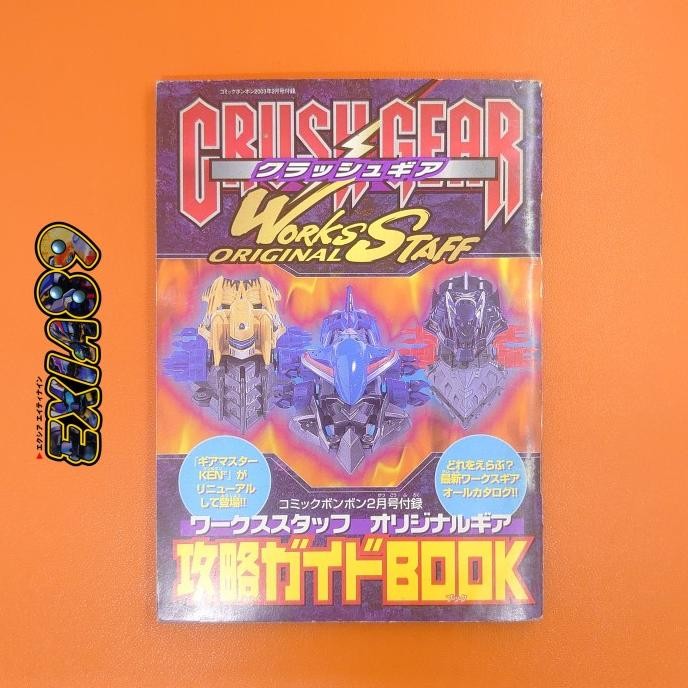 コミックボンボン2003年2月号付録
CRUSH GEAR
クラッシュギア
WORKS STAFF
ORIGINAL
「ギアマスター
KEN」が
リニューアル
して登場!!
どれをえらぶ?
最新ワークスギア
オールカタログ!!
コミックボンボン2月号付録
ワークススタッフ オリジナルギア
攻略ガイドBOOK
EXIA89
▶エクシア エイティナイン